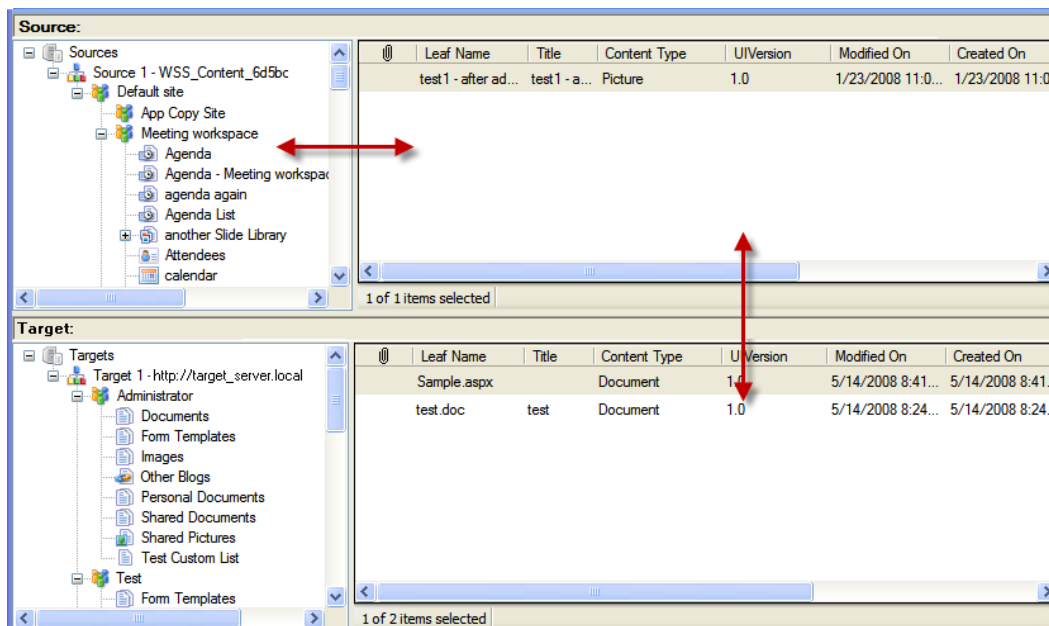 Source:
Sources
Source 1 - WSS_Content_6d5bc
Default site
App Copy Site
Meeting workspace
Agenda
Agenda - Meeting workspac
agenda again
Agenda List
another Slide Library
Attendees
calendar
Leaf Name Title Content Type UIVersion Modified On Created On
test1 - after ad... test1 - a... Picture 1.0 1/23/2008 11:0... 1/23/2008 11:0
1 of 1 items selected
Target:
Targets
Target 1 - http://target_server.local
Administrator
Documents
Form Templates
Images
Other Blogs
Personal Documents
Shared Documents
Shared Pictures
Test Custom List
Test
Form Templates
Leaf Name Title Content Type UIVersion Modified On Created On
Sample.aspx Document 1.0 5/14/2008 8:41... 5/14/2008 8:41.
test.doc test Document 1.0 5/14/2008 8:24... 5/14/2008 8:24.
1 of 2 items selected